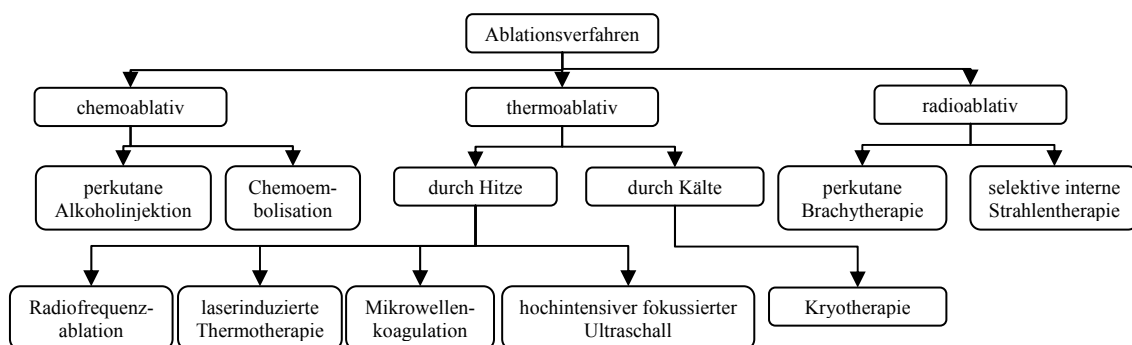 Ablationsverfahren
chemoablativ
thermoablativ
radioablativ
perkutane
Alkoholinjektion
Chemoem-
bolisation
durch Hitze
durch Kälte
perkutane
Brachytherapie
selektive interne
Strahlentherapie
Radiofrequenz-
ablation
laserinduzierte
Thermotherapie
Mikrowellen-
koagulation
hochintensiver fokussierter
Ultraschall
Kryotherapie